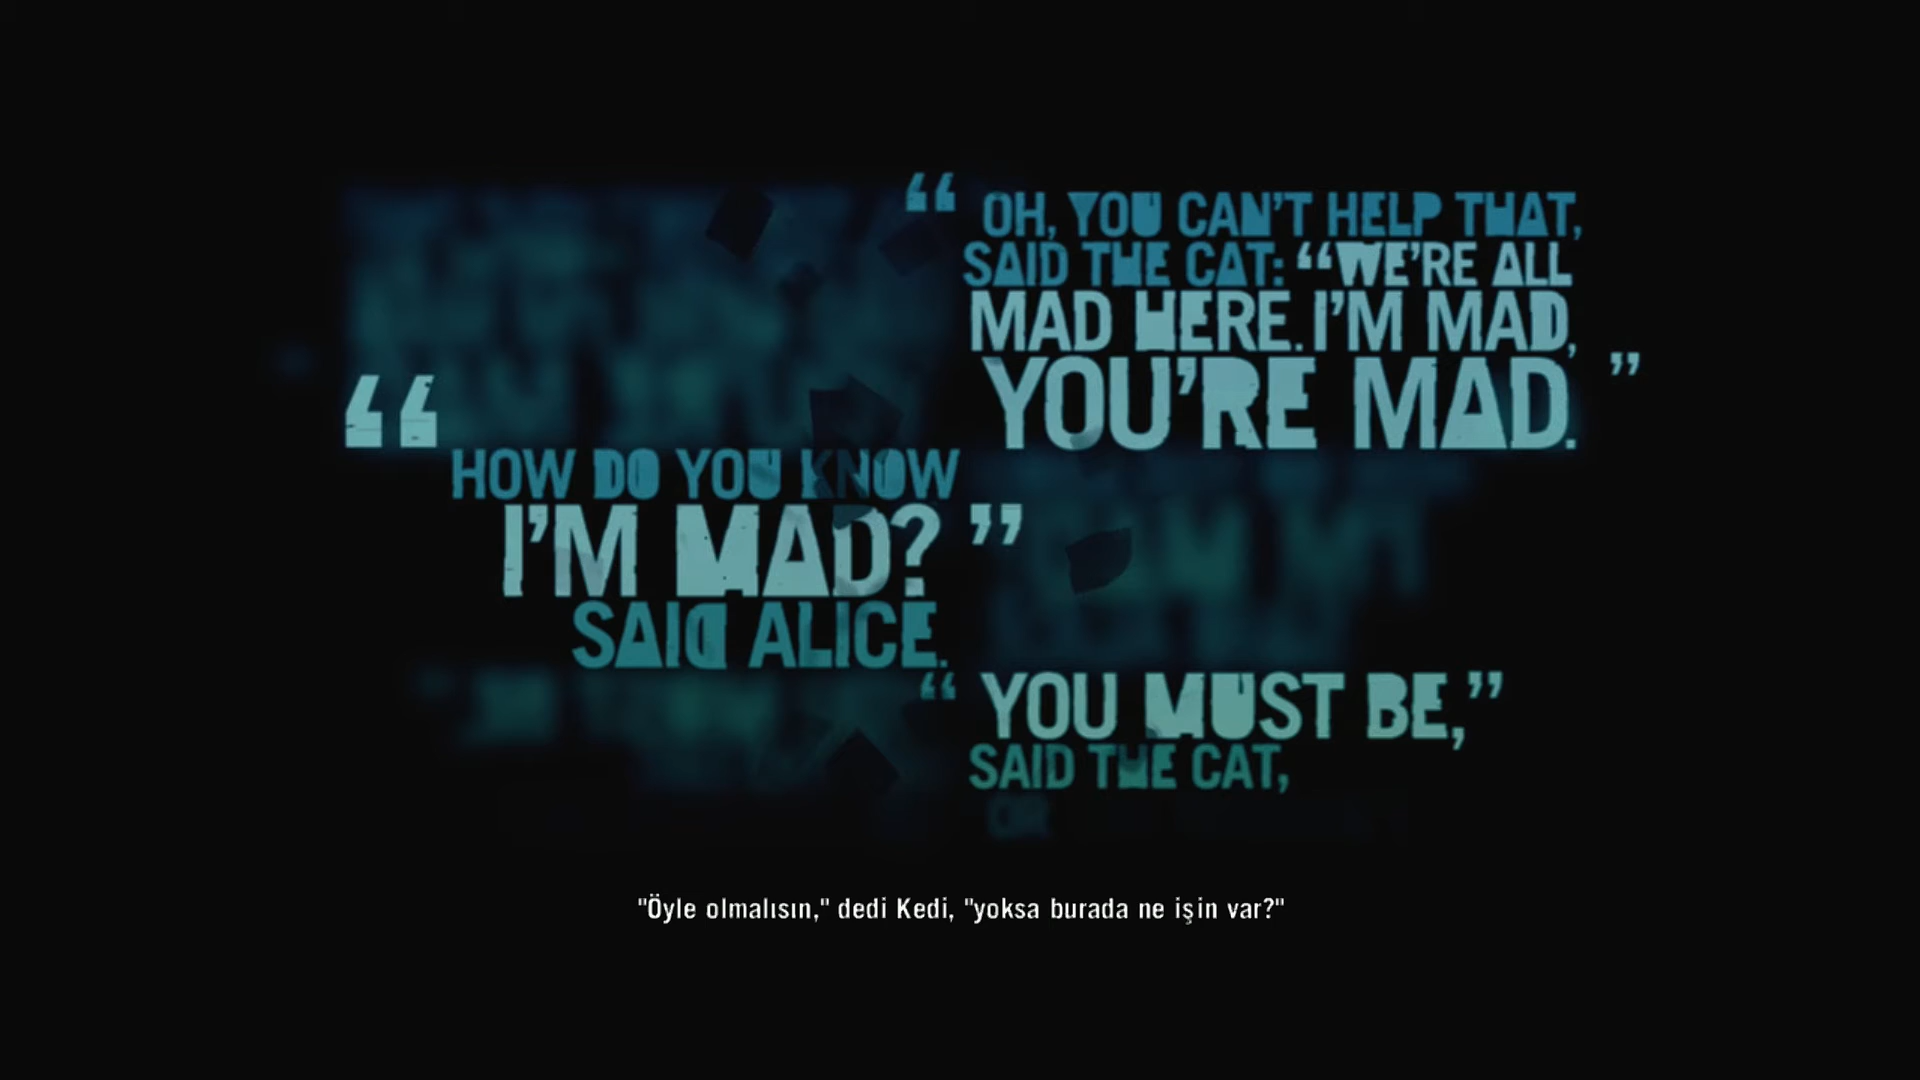 “ OH, YOU CAN’T HELP THAT,
SAID THE CAT: “WE’RE ALL
MAD HERE. I’M MAD,
YOU’RE MAD. ”
“ HOW DO YOU KNOW
I’M MAD? ”
SAID ALICE.
“ YOU MUST BE,”
SAID THE CAT,
OR
"Öyle olmalısın," dedi Kedi, "yoksa burada ne işin var?"